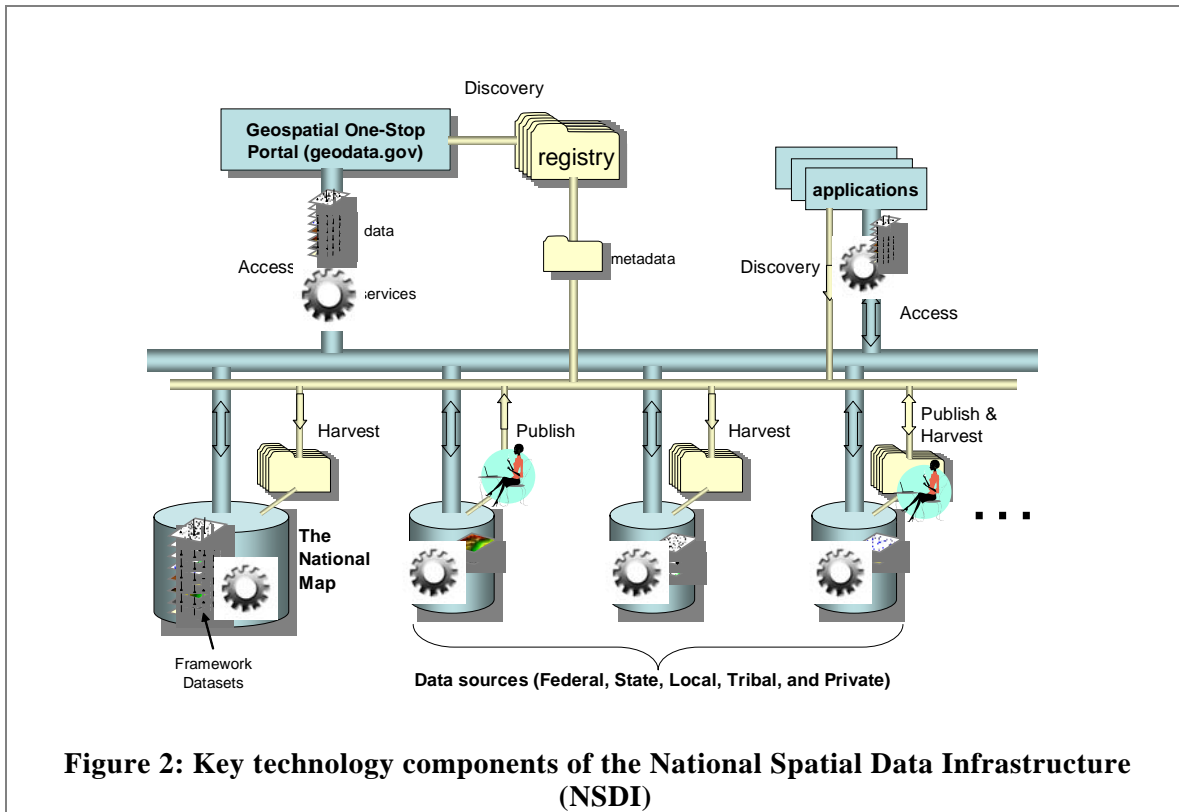 Discovery
Geospatial One-Stop
Portal (geodata.gov)
registry
applications
data
Access
services
metadata
Discovery
Access
Harvest
Publish
Harvest
Publish &
Harvest
The
National
Map
. . .
Framework
Datasets
Data sources (Federal, State, Local, Tribal, and Private)
Figure 2: Key technology components of the National Spatial Data Infrastructure
(NSDI)